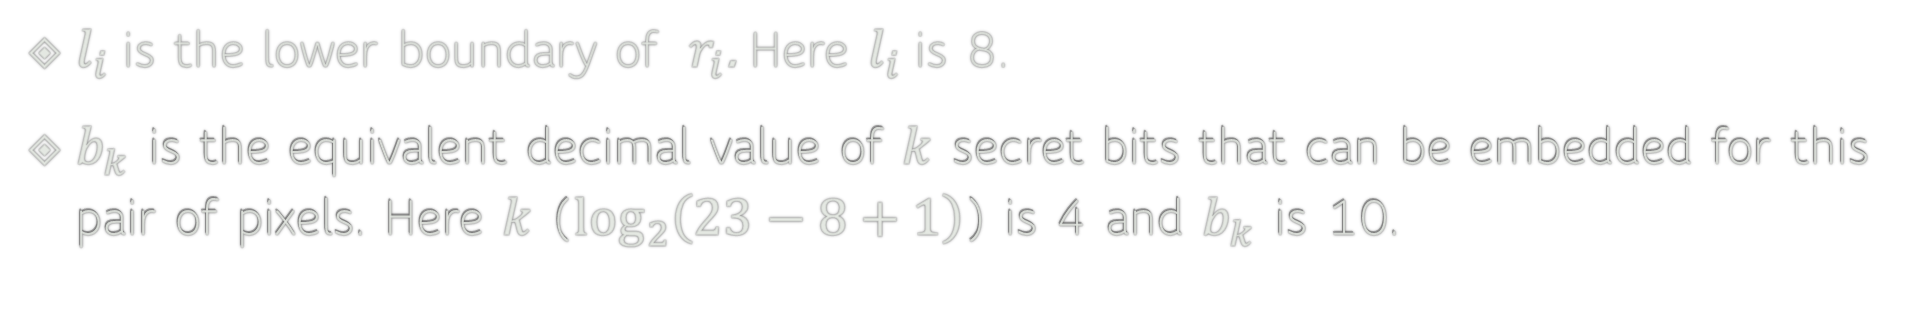 ◈ lᵢ is the lower boundary of rᵢ. Here lᵢ is 8.
◈ bₖ is the equivalent decimal value of k secret bits that can be embedded for this
pair of pixels. Here k (log₂(23 − 8 + 1)) is 4 and bₖ is 10.